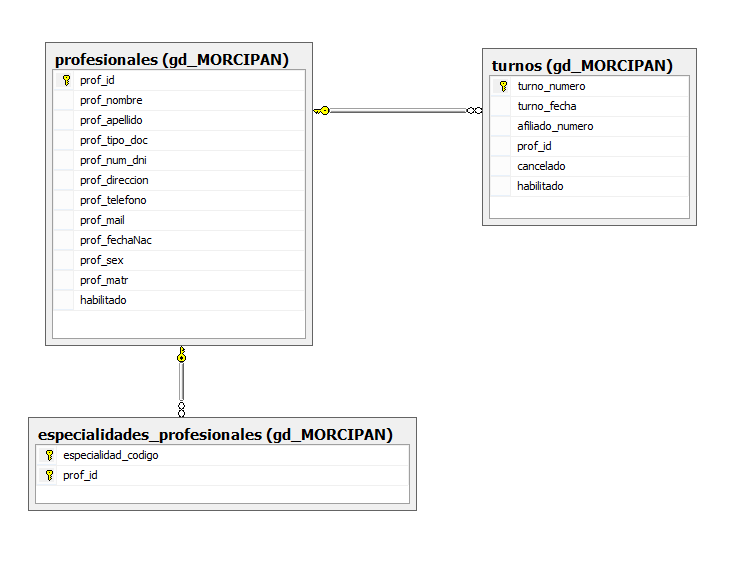 profesionales (gd_MORCIPAN)
prof_id
prof_nombre
prof_apellido
prof_tipo_doc
prof_num_dni
prof_direccion
prof_telefono
prof_mail
prof_fechaNac
prof_sex
prof_matr
habilitado
turnos (gd_MORCIPAN)
turno_numero
turno_fecha
afiliado_numero
prof_id
cancelado
habilitado
especialidades_profesionales (gd_MORCIPAN)
especialidad_codigo
prof_id